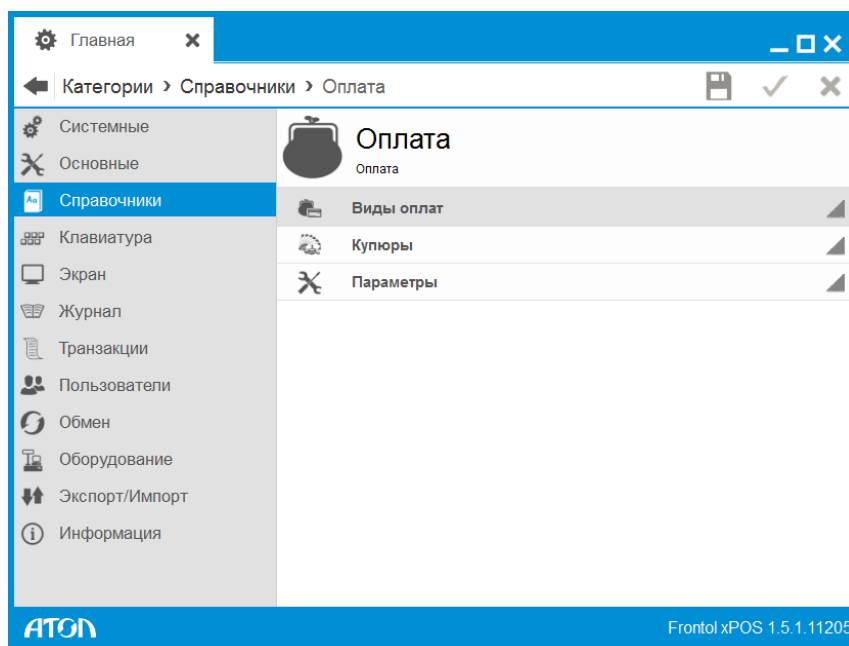 Главная
Категории > Справочники > Оплата
Системные
Основные
Справочники
Клавиатура
Экран
Журнал
Транзакции
Пользователи
Обмен
Оборудование
Экспорт/Импорт
Информация
Оплата
Оплата
Виды оплат
Купюры
Параметры
АТОЛ
Frontol xPOS 1.5.1.11205